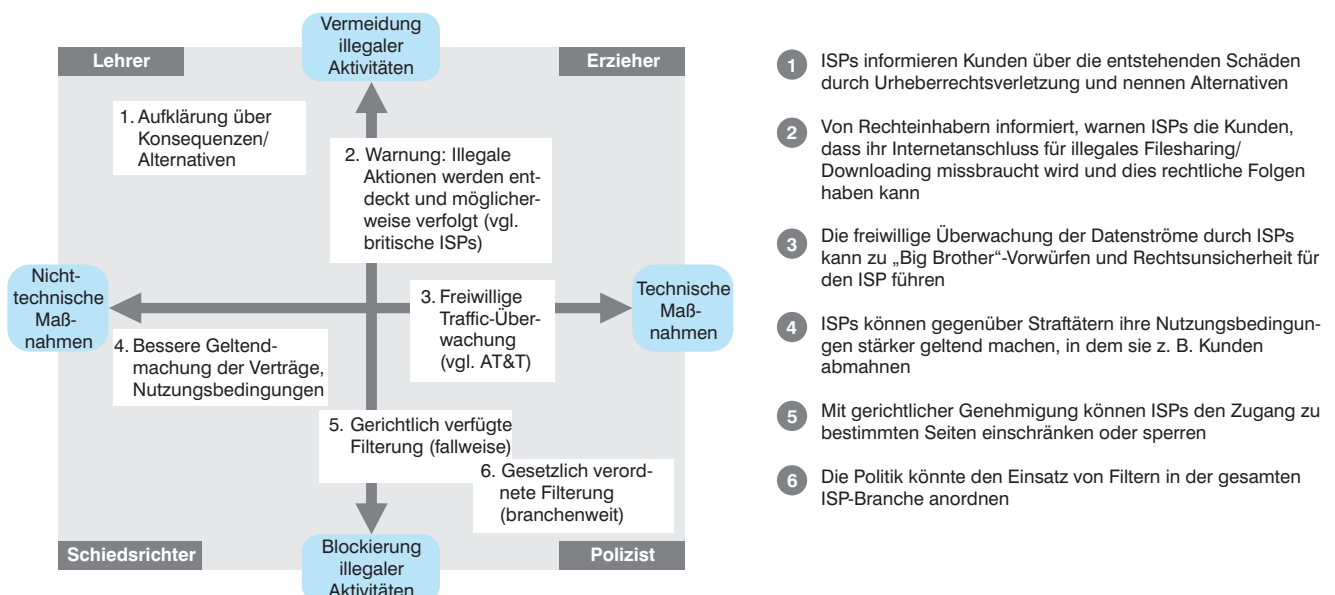 Vermeidung
illegaler
Aktivitäten
Lehrer
Erzieher
1. Aufklärung über
Konsequenzen/
Alternativen
2. Warnung: Illegale
Aktionen werden ent-
deckt und möglicher-
weise verfolgt (vgl.
britische ISPs)
Nicht-
technische
Maß-
nahmen
3. Freiwillige
Traffic-Über-
wachung
(vgl. AT&T)
Technische
Maß-
nahmen
4. Bessere Geltend-
machung der Verträge,
Nutzungsbedingungen
5. Gerichtlich verfügte
Filterung (fallweise)
6. Gesetzlich verord-
nete Filterung
(branchenweit)
Schiedsrichter
Blockierung
illegaler
Aktivitäten
Polizist
1 ISPs informieren Kunden über die entstehenden Schäden
durch Urheberrechtsverletzung und nennen Alternativen
2 Von Rechteinhabern informiert, warnen ISPs die Kunden,
dass ihr Internetanschluss für illegales Filesharing/
Downloading missbraucht wird und dies rechtliche Folgen
haben kann
3 Die freiwillige Überwachung der Datenströme durch ISPs
kann zu „Big Brother“-Vorwürfen und Rechtsunsicherheit für
den ISP führen
4 ISPs können gegenüber Straftätern ihre Nutzungsbedingun-
gen stärker geltend machen, in dem sie z. B. Kunden
abmahnen
5 Mit gerichtlicher Genehmigung können ISPs den Zugang zu
bestimmten Seiten einschränken oder sperren
6 Die Politik könnte den Einsatz von Filtern in der gesamten
ISP-Branche anordnen